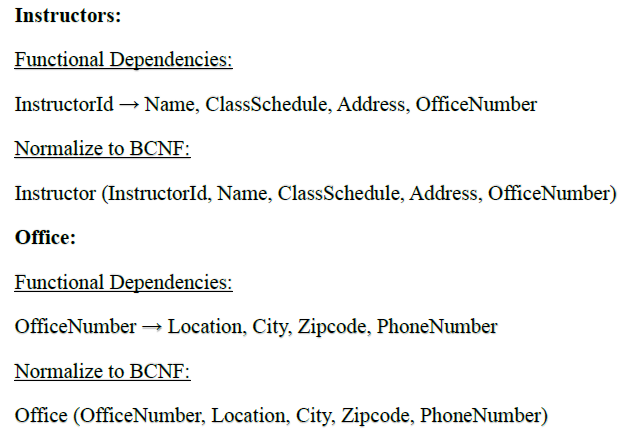 Instructors:
Functional Dependencies:
InstructorId → Name, ClassSchedule, Address, OfficeNumber
Normalize to BCNF:
Instructor (InstructorId, Name, ClassSchedule, Address, OfficeNumber)
Office:
Functional Dependencies:
OfficeNumber → Location, City, Zipcode, PhoneNumber
Normalize to BCNF:
Office (OfficeNumber, Location, City, Zipcode, PhoneNumber)